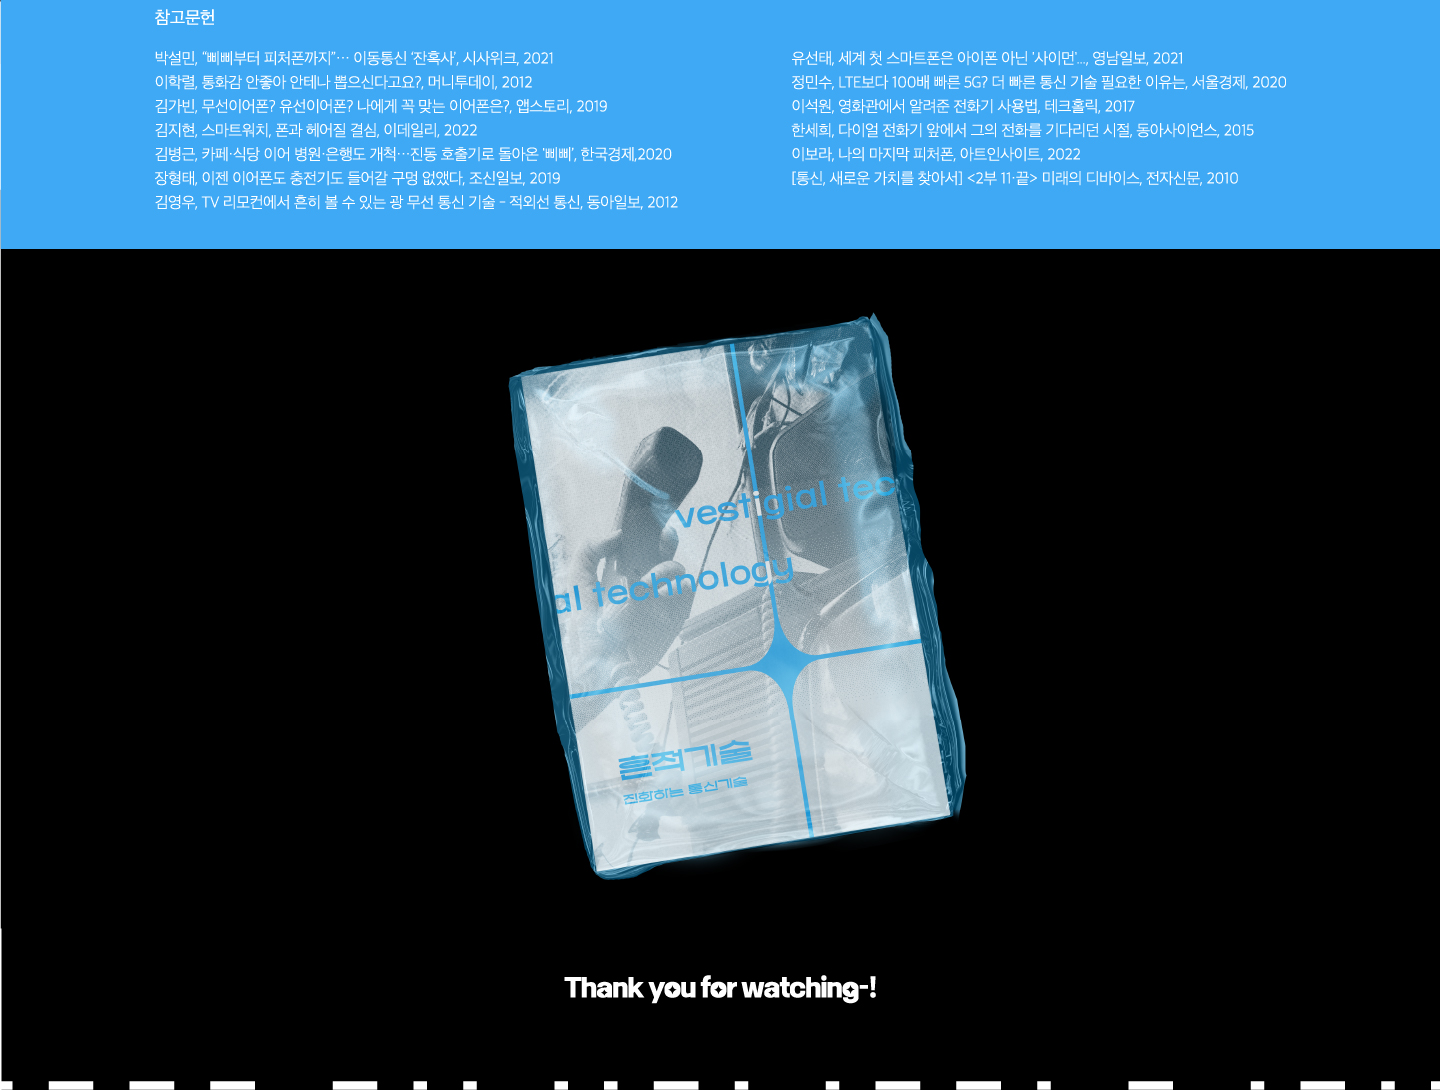 참고문헌
박설민, “삐삐부터 피처폰까지”… 이동통신 ‘잔혹사’, 시사위크, 2021
이학렬, 통화감 안좋아 안테나 뽑으신다고요?, 머니투데이, 2012
김가빈, 무선이어폰? 유선이어폰? 나에게 꼭 맞는 이어폰은?, 앱스토리, 2019
김지현, 스마트워치, 폰과 헤어질 결심, 이데일리, 2022
김병근, 카페·식당 이어 병원·은행도 개척…진동 호출기로 돌아온 ‘삐삐’, 한국경제,2020
장형태, 이젠 이어폰도 충전기도 들어갈 구멍 없앴다, 조신일보, 2019
김영우, TV 리모컨에서 흔히 볼 수 있는 광 무선 통신 기술 - 적외선 통신, 동아일보, 2012
유선태, 세계 첫 스마트폰은 아이폰 아닌 '사이먼'..., 영남일보, 2021
정민수, LTE보다 100배 빠른 5G? 더 빠른 통신 기술 필요한 이유는, 서울경제, 2020
이석원, 영화관에서 알려준 전화기 사용법, 테크홀릭, 2017
한세희, 다이얼 전화기 앞에서 그의 전화를 기다리던 시절, 동아사이언스, 2015
이보라, 나의 마지막 피처폰, 아트인사이트, 2022
[통신, 새로운 가치를 찾아서] <2부 11·끝> 미래의 디바이스, 전자신문, 2010
vestigial tec
al technology
흔적기술
진화하는 통신기술
Thank you for watching-!